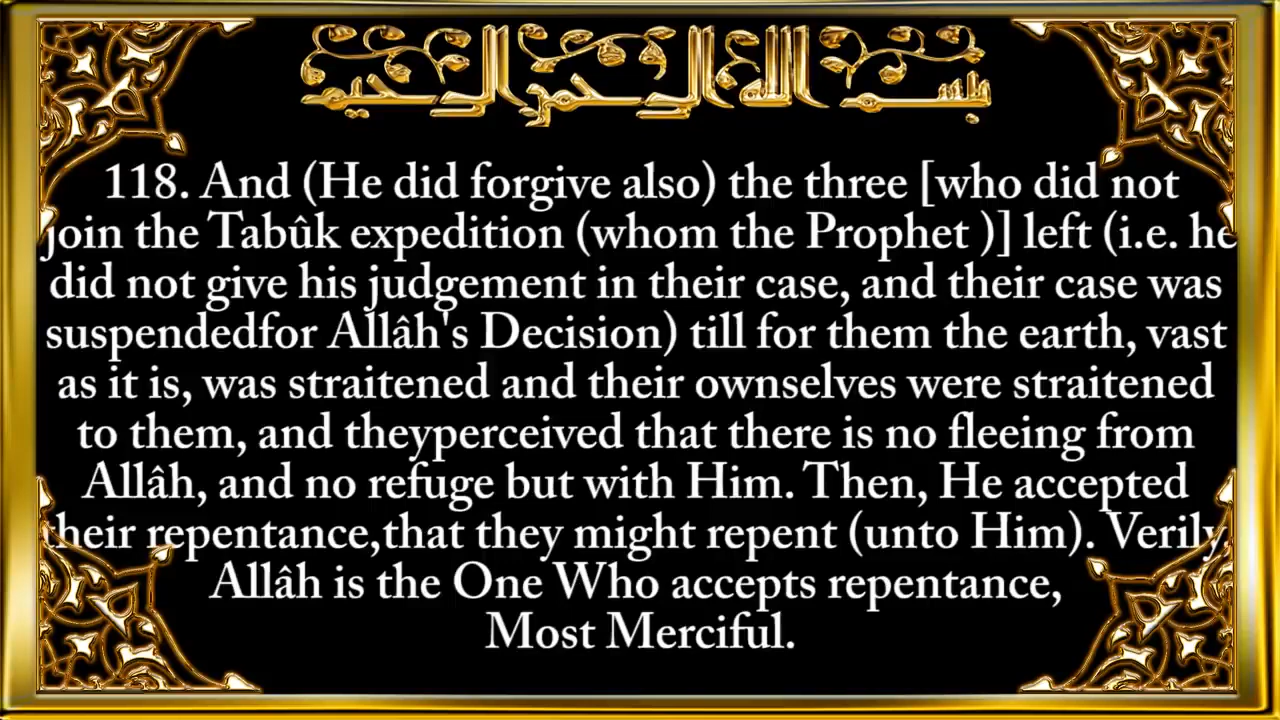 بسم الله الرحمن الرحيم
118. And (He did forgive also) the three [who did not
join the Tabûk expedition (whom the Prophet )] left (i.e. he
did not give his judgement in their case, and their case was
suspendedfor Allâh's Decision) till for them the earth, vast
as it is, was straitened and their ownselves were straitened
to them, and theyperceived that there is no fleeing from
Allâh, and no refuge but with Him. Then, He accepted
their repentance,that they might repent (unto Him). Verily,
Allâh is the One Who accepts repentance,
Most Merciful.